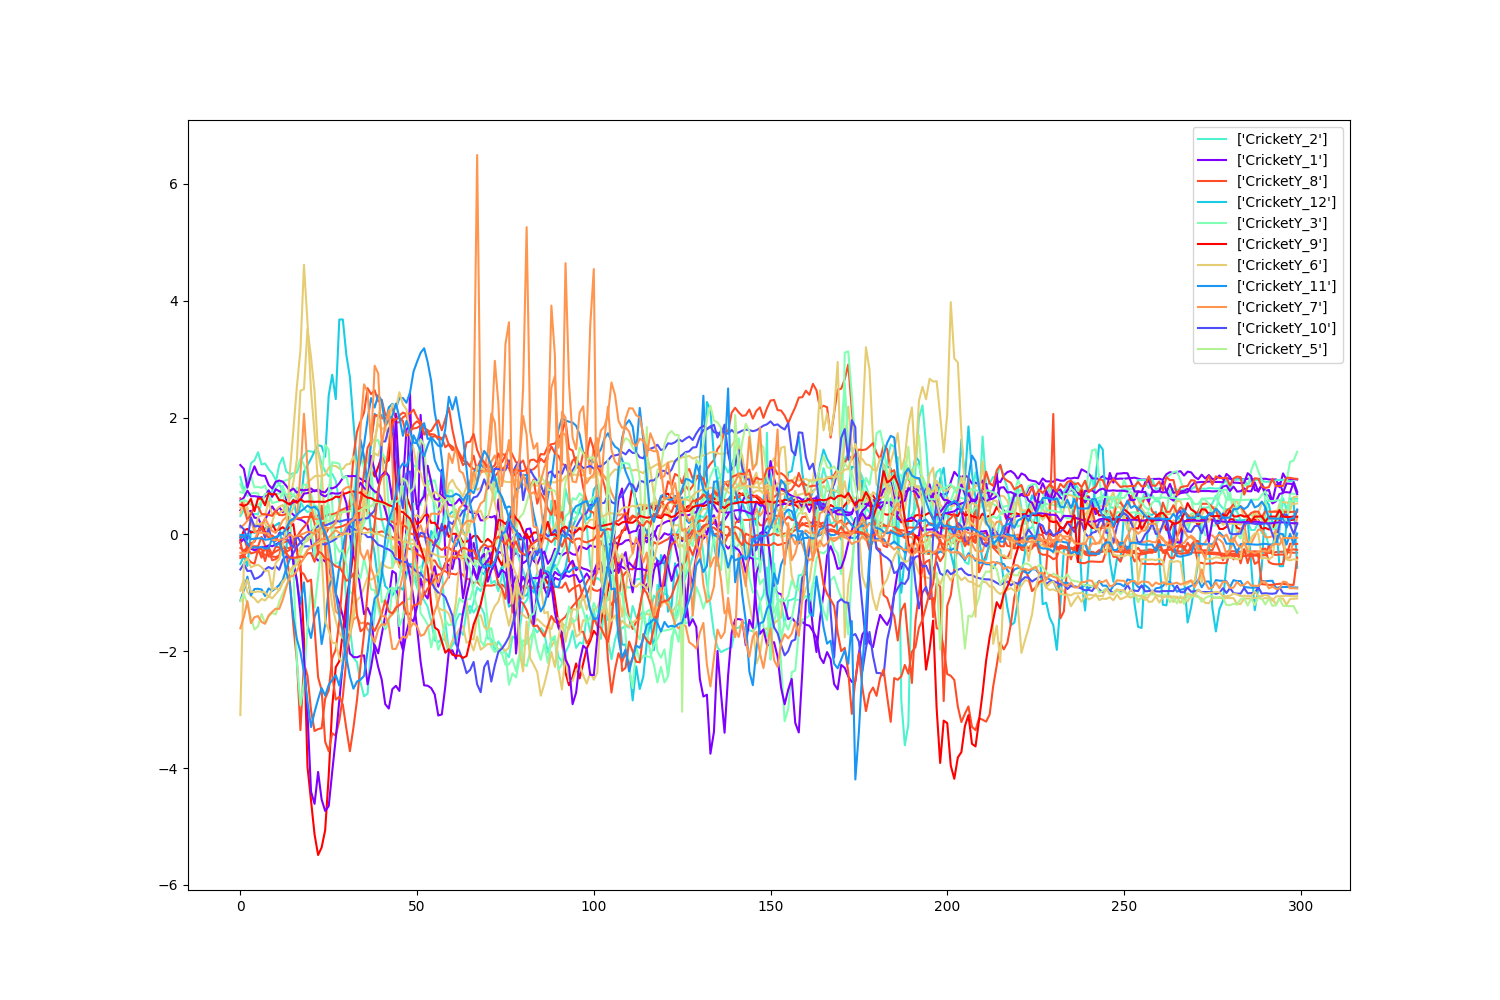 ['CricketY_2']
['CricketY_1']
['CricketY_8']
['CricketY_12']
['CricketY_3']
['CricketY_9']
['CricketY_6']
['CricketY_11']
['CricketY_7']
['CricketY_10']
['CricketY_5']
6
4
2
0
−2
−4
−6
0 50 100 150 200 250 300